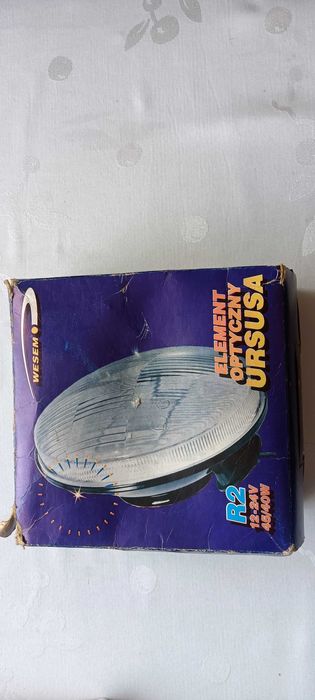 WESEM
ELEMENT
OPTYCZNY
URSUSA
R2
12-24V
45/40W